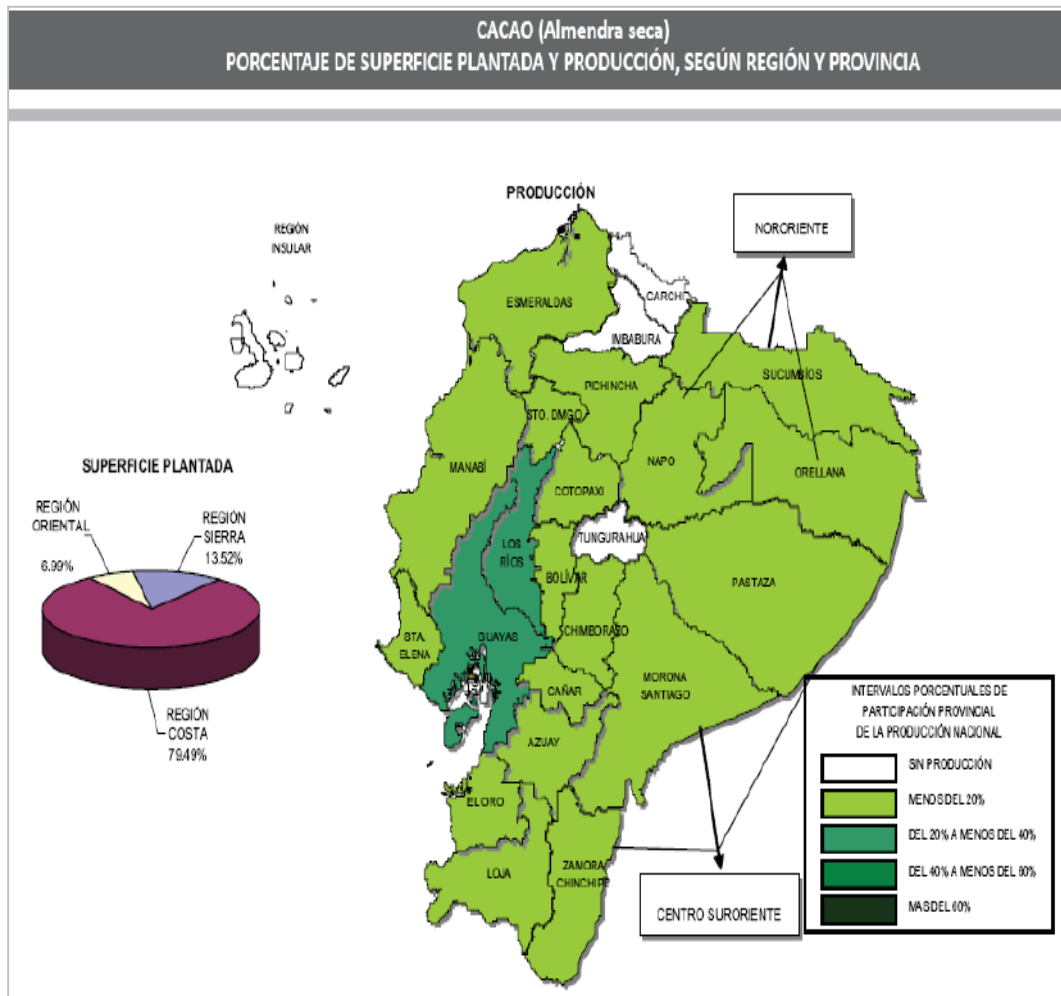 CACAO (Almendra seca)
PORCENTAJE DE SUPERFICIE PLANTADA Y PRODUCCIÓN, SEGÚN REGIÓN Y PROVINCIA
PRODUCCIÓN
REGIÓN
INSULAR
NORORIENTE
CARCHI
ESMERALDAS
IMBABURA
SUCUMBÍOS
PICHINCHA
STO. DMGO
MANABÍ
NAPO
ORELLANA
COTOPAXI
TUNGURAHUA
LOS
RÍOS
BOLÍVAR
PASTAZA
SCHIMBORASO
STA.
ELENA
GUAYAS
MORONA
SANTIAGO
CAÑAR
AZUAY
EL ORO
LOJA
ZAMORA
CHINCHIPE
CENTRO SURORIENTE
SUPERFICIE PLANTADA
REGIÓN
ORIENTAL
6.99%
REGIÓN
SIERRA
13.52%
REGIÓN
COSTA
79.49%
INTERVALOS PORCENTUALES DE
PARTICIPACIÓN PROVINCIAL
DE LA PRODUCCIÓN NACIONAL
SIN PRODUCCIÓN
MENOS DEL 20%
DEL 20% A MENOS DEL 40%
DEL 40% A MENOS DEL 60%
MAS DEL 60%